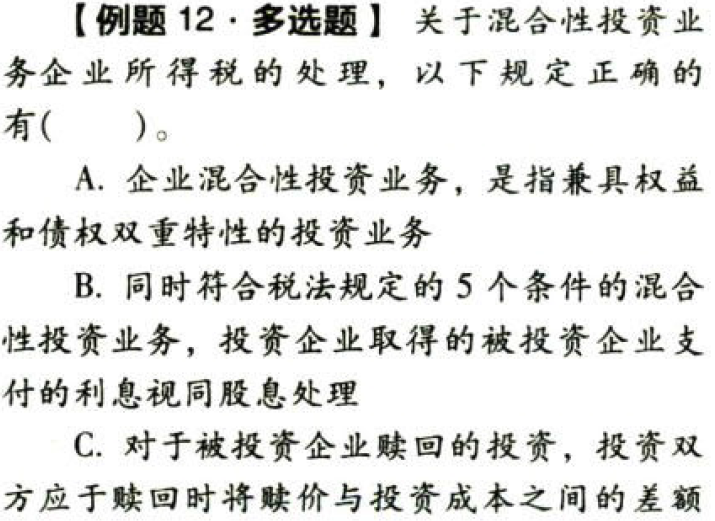 【例题 12·多选题】 关于混合性投资业
务企业所得税的处理，以下规定正确的
有(　　)。
A. 企业混合性投资业务，是指兼具权益
和债权双重特性的投资业务
B. 同时符合税法规定的 5 个条件的混合
性投资业务，投资企业取得的被投资企业支
付的利息视同股息处理
C. 对于被投资企业赎回的投资，投资双
方应于赎回时将赎价与投资成本之间的差额